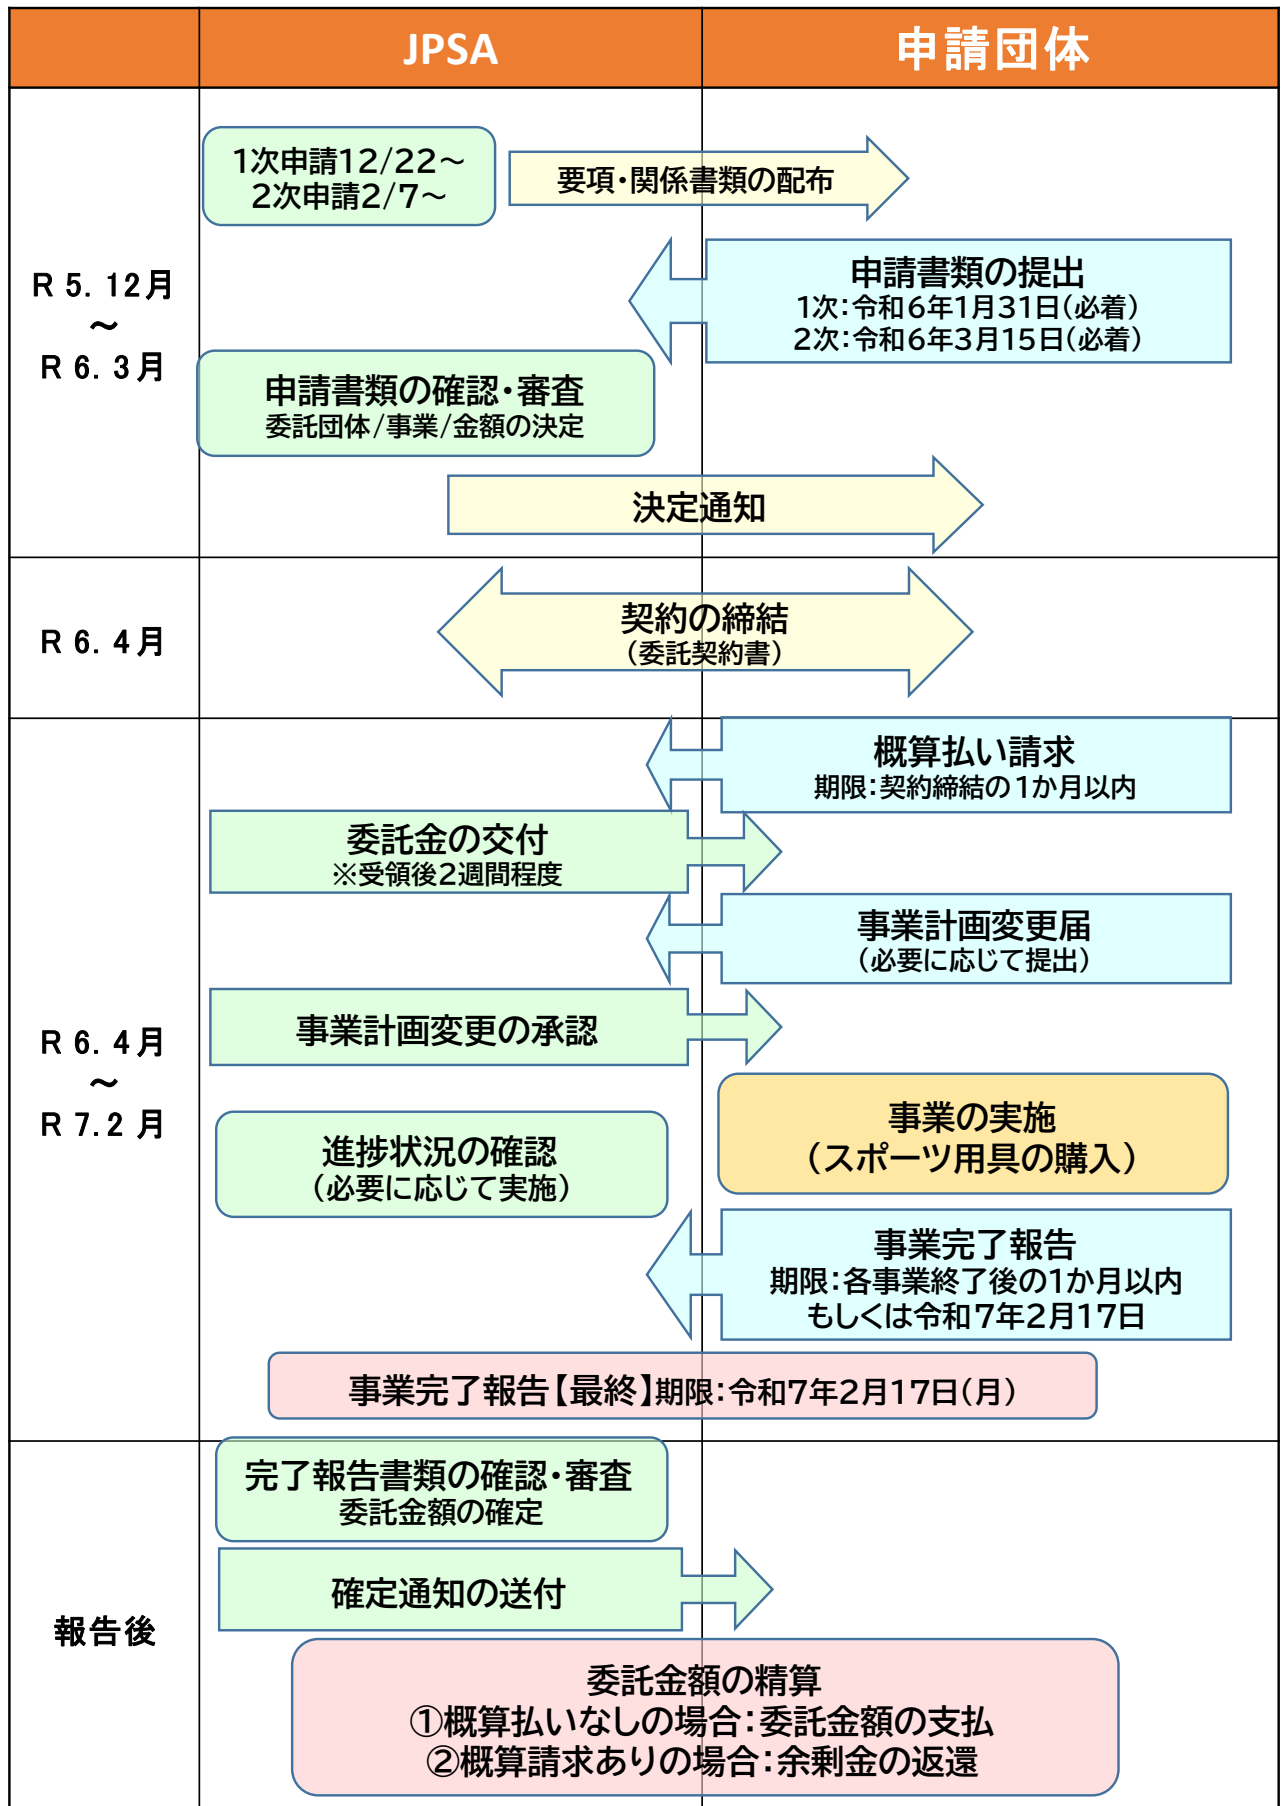 JPSA
申請団体
R 5. 12月
～
R 6. 3月
1次申請12/22～
2次申請2/7～
要項・関係書類の配布
申請書類の提出
1次：令和6年1月31日（必着）
2次：令和6年3月15日（必着）
申請書類の確認・審査
委託団体/事業/金額の決定
決定通知
R 6. 4月
契約の締結
（委託契約書）
R 6. 4月
～
R 7.2 月
概算払い請求
期限：契約締結の1か月以内
委託金の交付
※受領後2週間程度
事業計画変更届
（必要に応じて提出）
事業計画変更の承認
事業の実施
（スポーツ用具の購入）
進捗状況の確認
（必要に応じて実施）
事業完了報告
期限：各事業終了後の1か月以内
もしくは令和7年2月17日
事業完了報告【最終】期限：令和7年2月17日（月）
報告後
完了報告書類の確認・審査
委託金額の確定
確定通知の送付
委託金額の精算
①概算払いなしの場合：委託金額の支払
②概算請求ありの場合：余剰金の返還